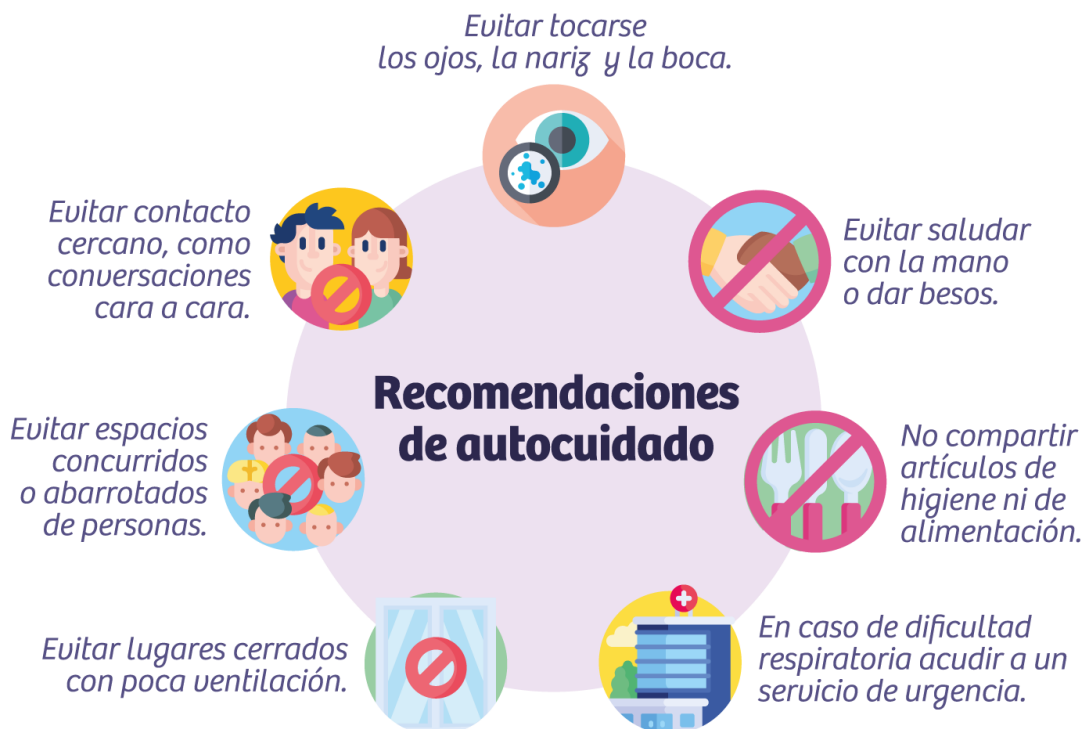 Evitar tocarse
los ojos, la nariz y la boca.
Evitar saludar
con la mano
o dar besos.
No compartir
artículos de
higiene ni de
alimentación.
En caso de dificultad
respiratoria acudir a un
servicio de urgencia.
Evitar lugares cerrados
con poca ventilación.
Evitar espacios
concurridos
o abarrotados
de personas.
Evitar contacto
cercano, como
conversaciones
cara a cara.
Recomendaciones
de autocuidado